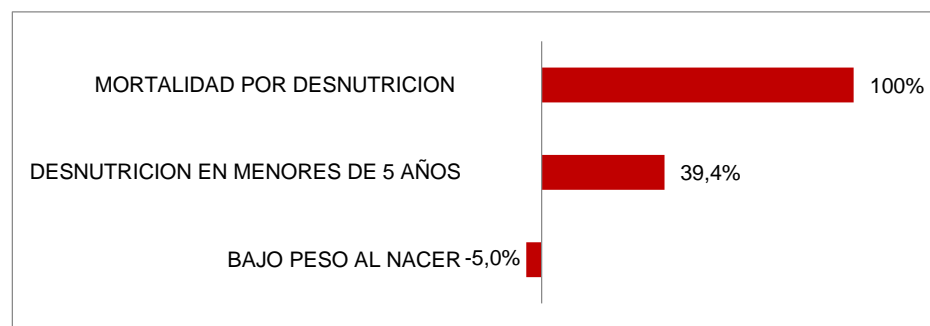 MORTALIDAD POR DESNUTRICION 100%
DESNUTRICION EN MENORES DE 5 AÑOS 39,4%
BAJO PESO AL NACER -5,0%